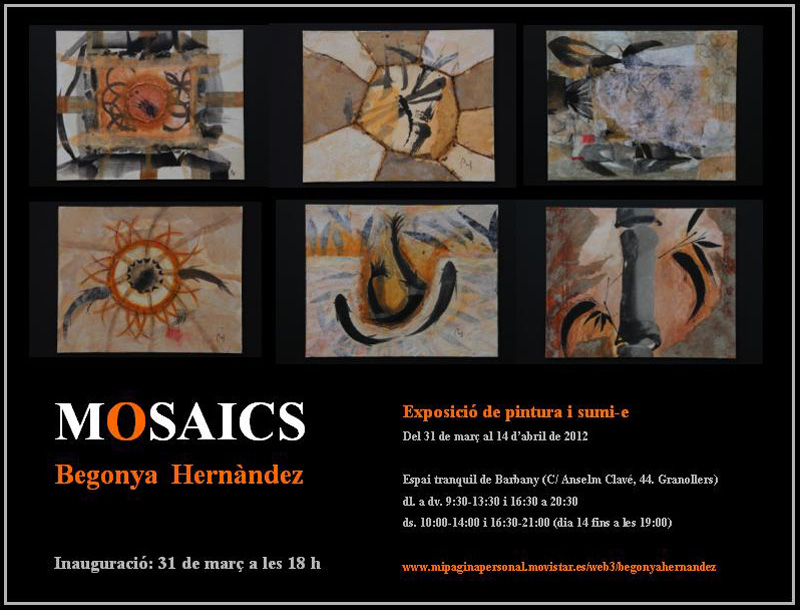 MOSAICS
Begonya Hernàndez
Inauguració: 31 de març a les 18 h
Exposició de pintura i sumi-e
Del 31 de març al 14 d'abril de 2012
Espai tranquil de Barbany (C/ Anselm Clavé, 44. Granollers)
dl. a dv. 9:30-13:30 i 16:30 a 20:30
ds. 10:00-14:00 i 16:30-21:00 (dia 14 fins a les 19:00)
www.mipaginapersonal.movistar.es/web3/begonyahernandez